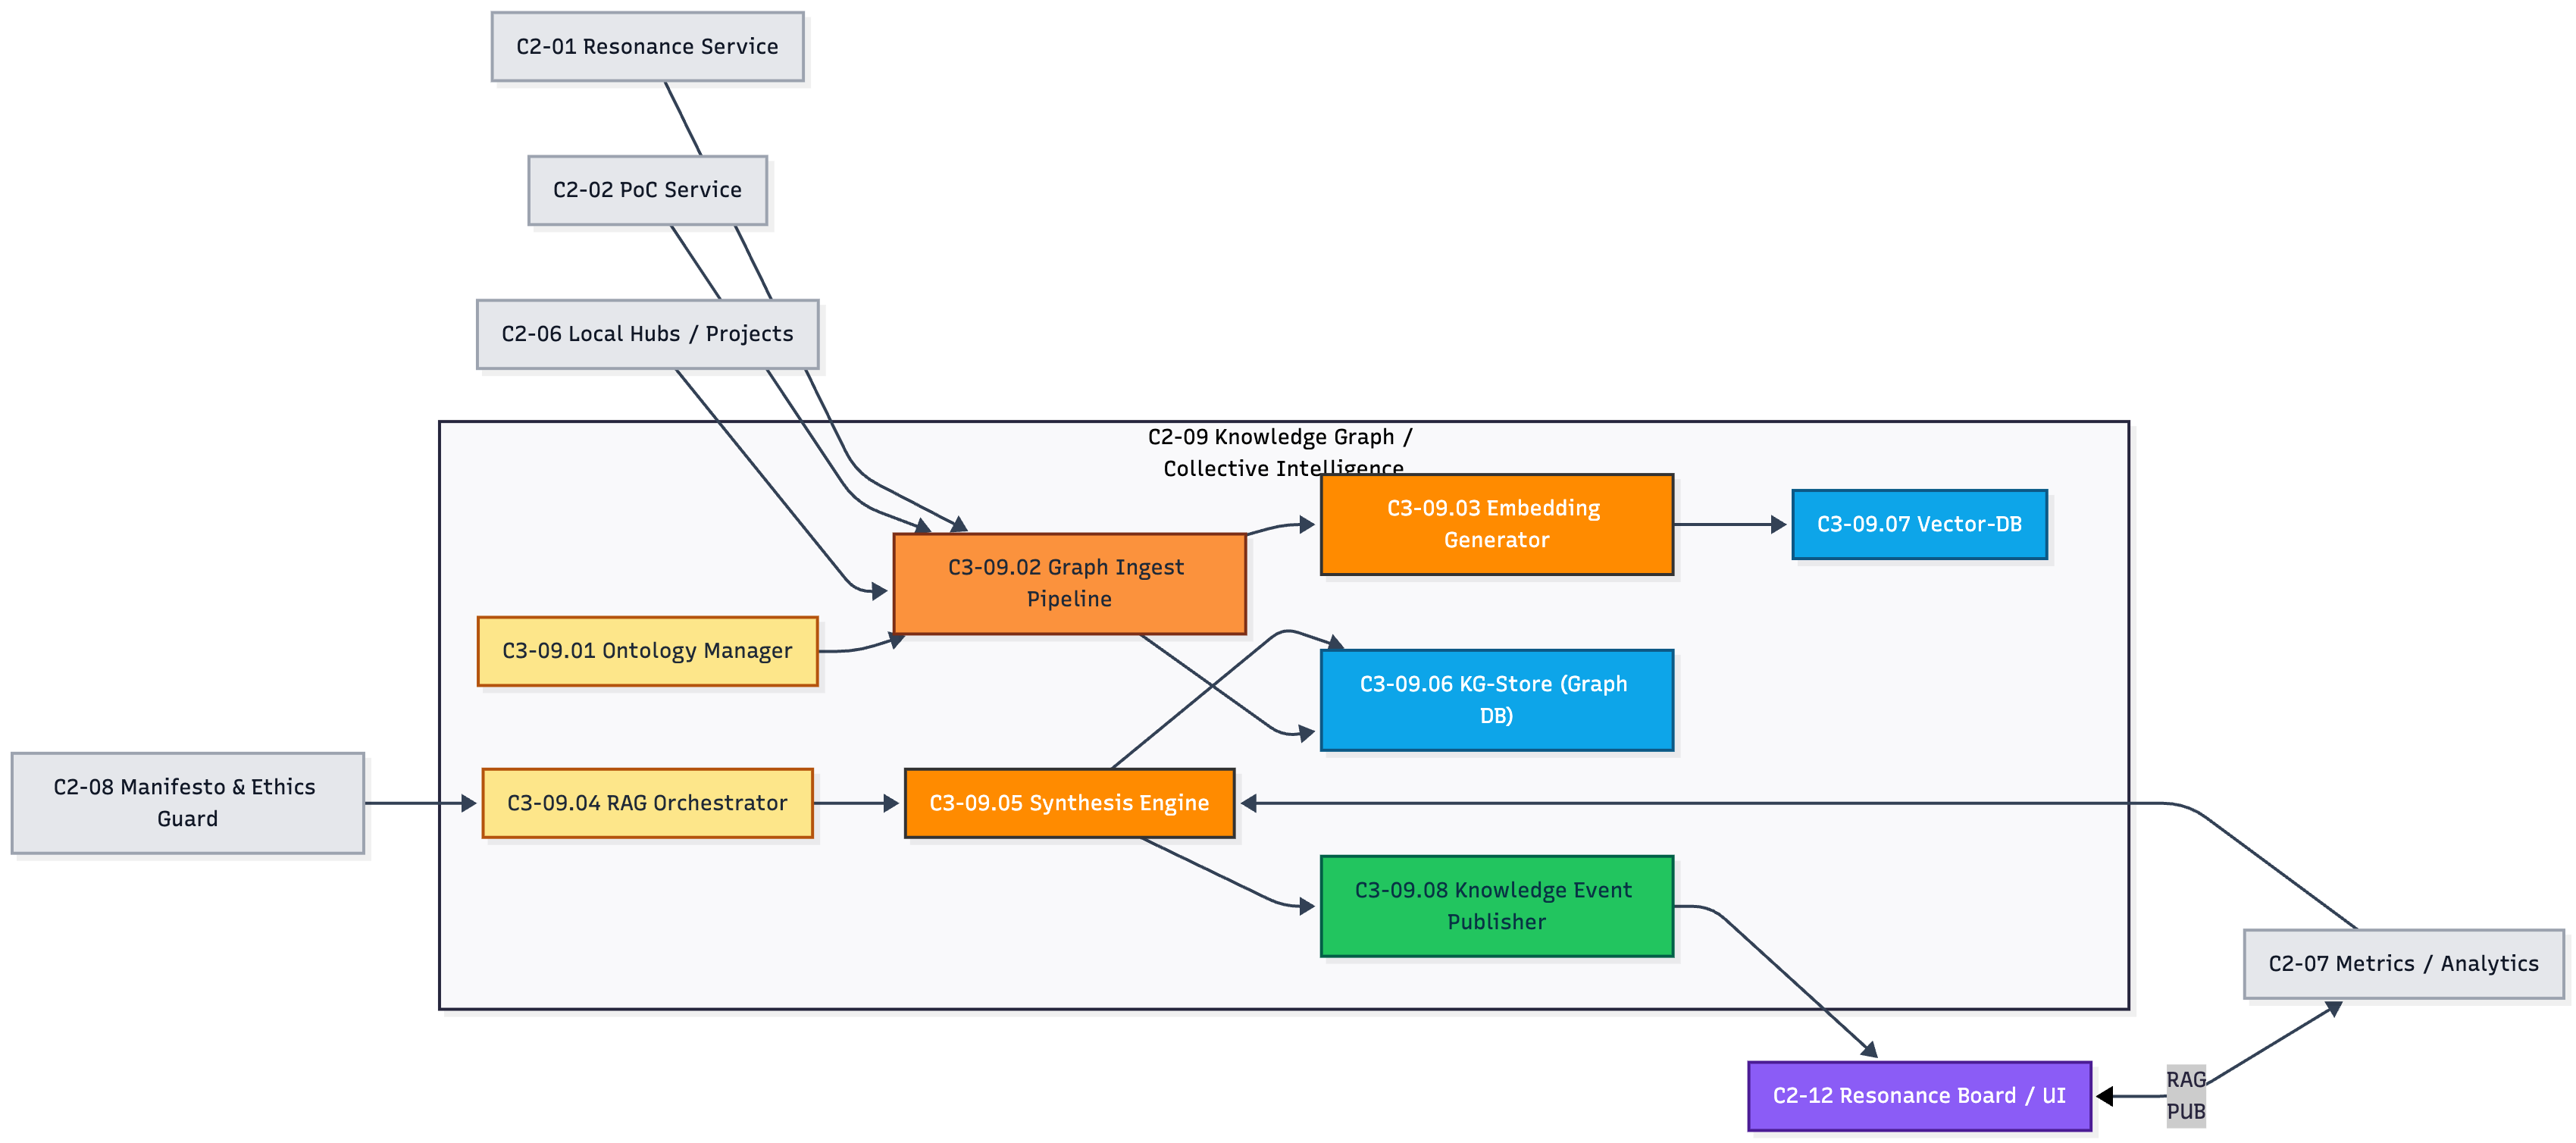 C2-01 Resonance Service
C2-02 PoC Service
C2-06 Local Hubs / Projects
C2-09 Knowledge Graph /
Collective Intelligence
C3-09.03 Embedding
Generator
C3-09.07 Vector-DB
C3-09.02 Graph Ingest
Pipeline
C3-09.01 Ontology Manager
C3-09.06 KG-Store (Graph
DB)
C2-08 Manifesto & Ethics
Guard
C3-09.04 RAG Orchestrator
C3-09.05 Synthesis Engine
C3-09.08 Knowledge Event
Publisher
C2-07 Metrics / Analytics
C2-12 Resonance Board / UI
RAG
PUB